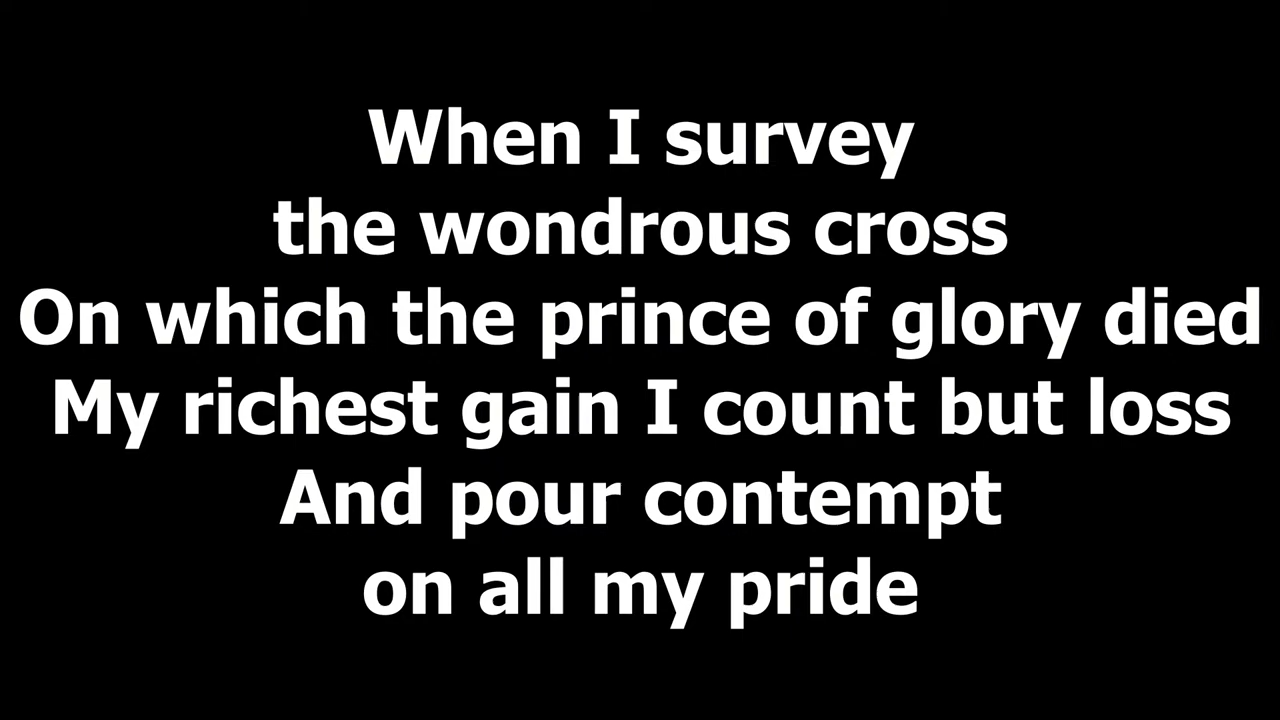 When I survey
the wondrous cross
On which the prince of glory died
My richest gain I count but loss
And pour contempt
on all my pride